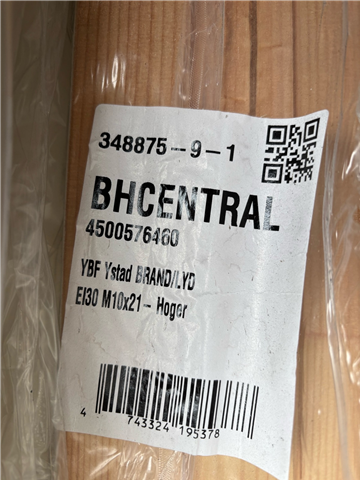 348875-9-1
BHCENTRAL
4500576460
YBF Ystad BRAND/LYD
EI30 M10x21- Hoger
4 743324 195378